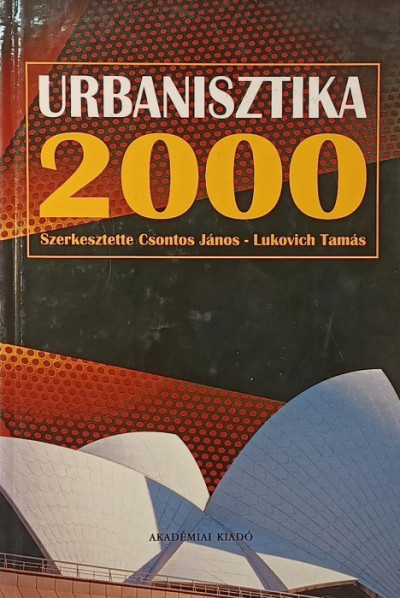 URBANISZTIKA
2000
Szerkesztette Csontos János - Lukovich Tamás
AKADÉMIAI KIADÓ